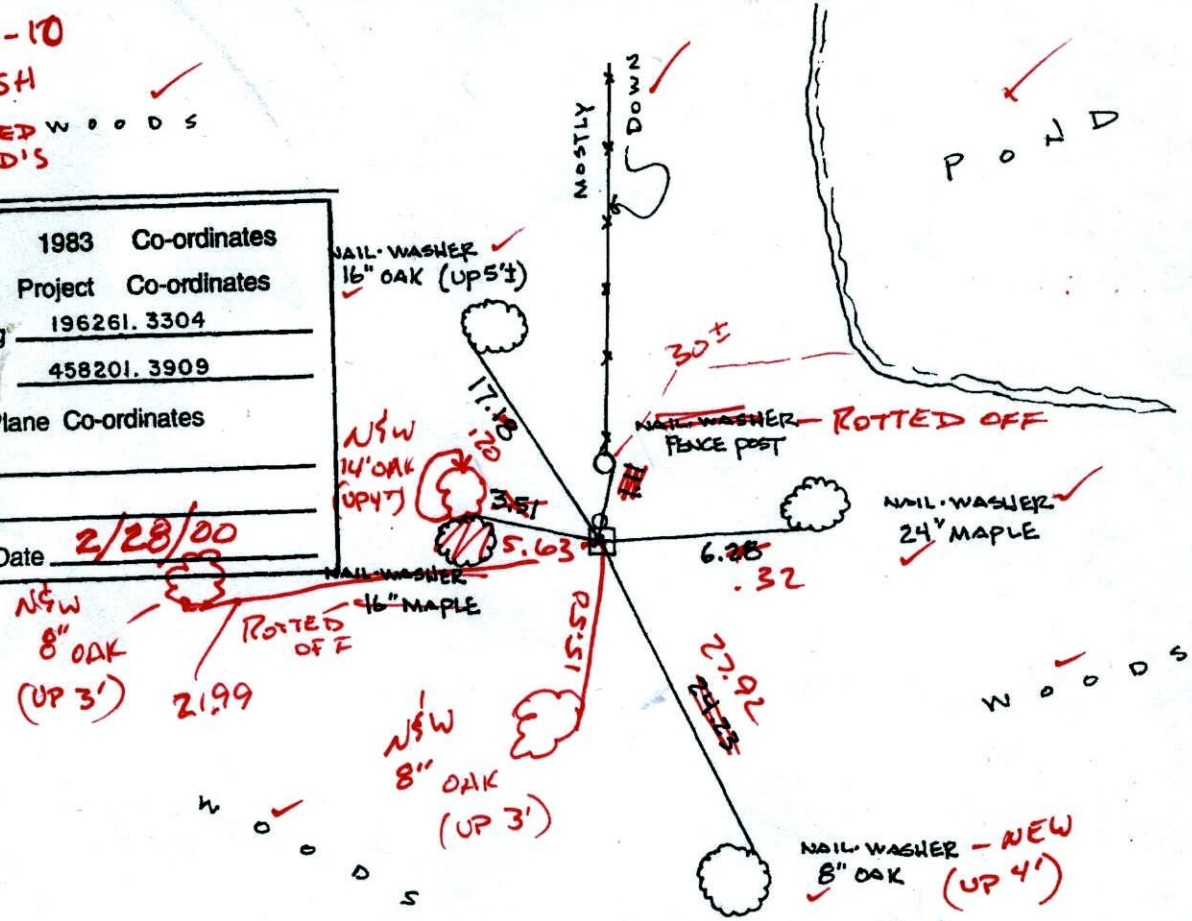 -10
SH
ED
D'S
WOODS
MOSTLY DOWN
POND
1983 Co-ordinates
Project Co-ordinates
g 196261.3304
458201.3909
Plane Co-ordinates
Date 2/28/00
NAIL·WASHER
16" OAK (UP5'±)
17.18
.20
30±
NAIL·WASHER - ROTTED OFF
FENCE POST
N&W
14" OAK
(UP4')
3.51
5.63
NAIL·WASHER
24" MAPLE
6.28
.32
NAIL·WASHER
16" MAPLE
ROTTED
OFF
N&W
8" OAK
(UP 3')
21.99
N&W
8" OAK
(UP 3')
27.92
24.23
WOODS
WOODS
NAIL·WASHER - NEW
8" OAK (UP 4')